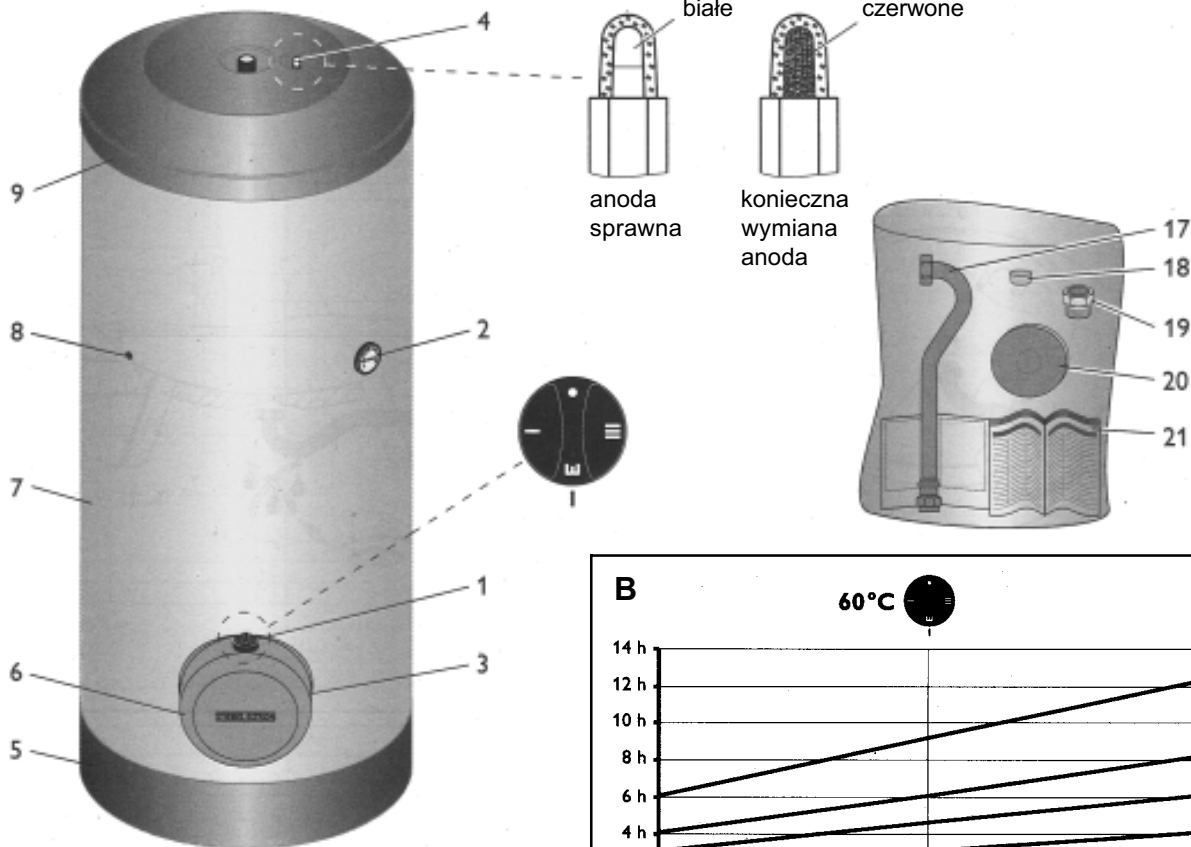 białe
czerwone
4
anoda
sprawna
konieczna
wymiana
anoda
9
17
18
19
20
21
8
2
7
1
6
3
5
B
60°C
14 h
12 h
10 h
8 h
6 h
4 h